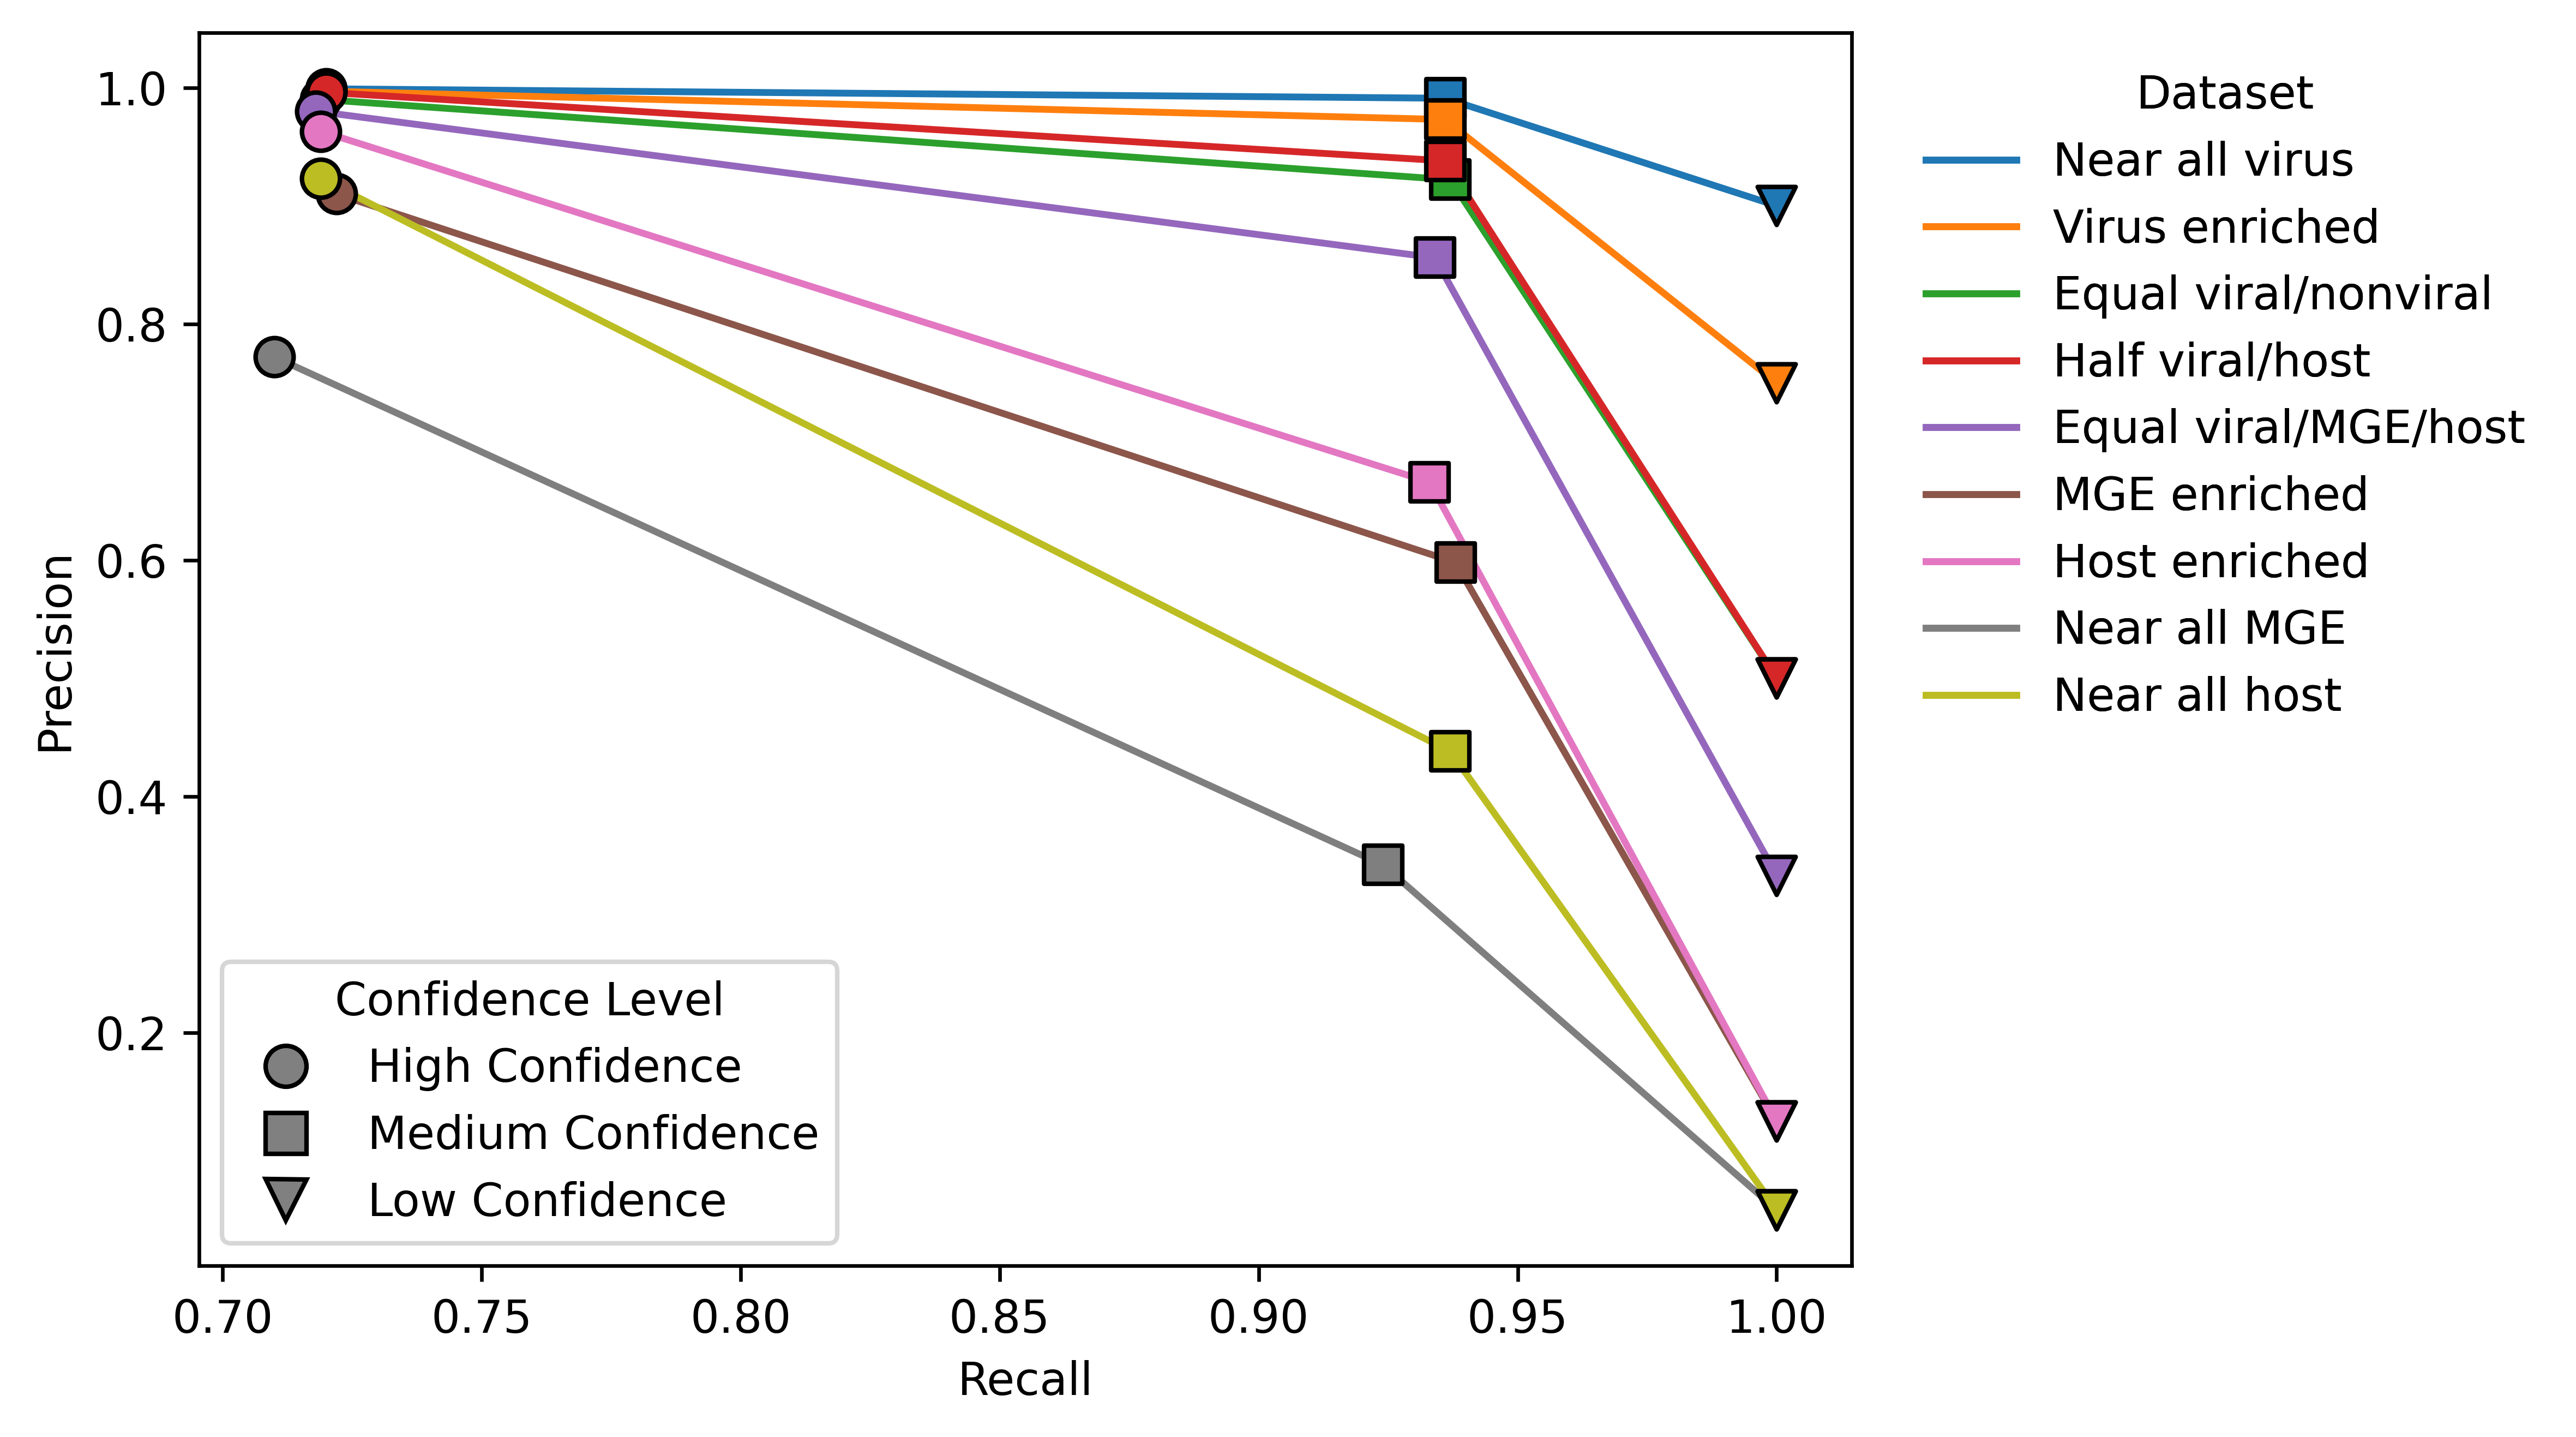 1.0
0.8
0.6
0.4
0.2
Precision
0.70
0.75
0.80
0.85
0.90
0.95
1.00
Recall
Confidence Level
High Confidence
Medium Confidence
Low Confidence
Dataset
Near all virus
Virus enriched
Equal viral/nonviral
Half viral/host
Equal viral/MGE/host
MGE enriched
Host enriched
Near all MGE
Near all host